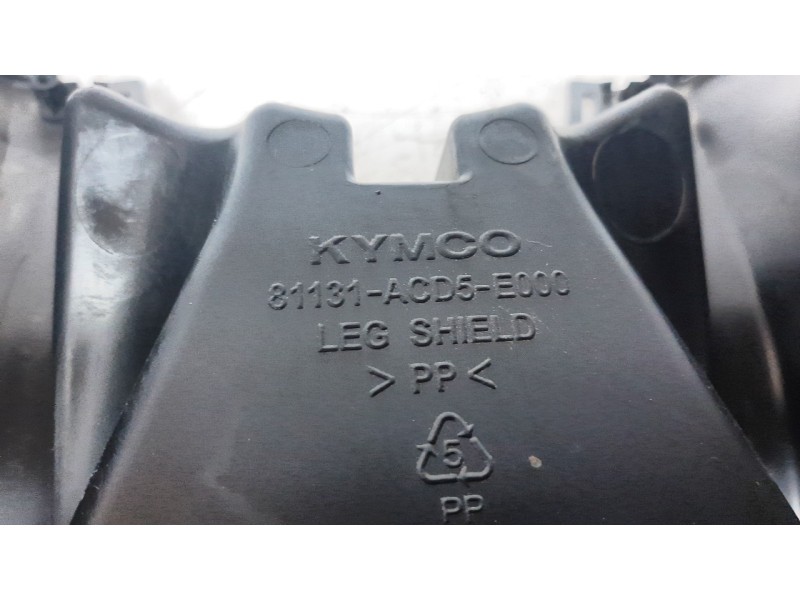 KYMCO
81131-ACD5-E000
LEG SHIELD
>PP<
5
PP